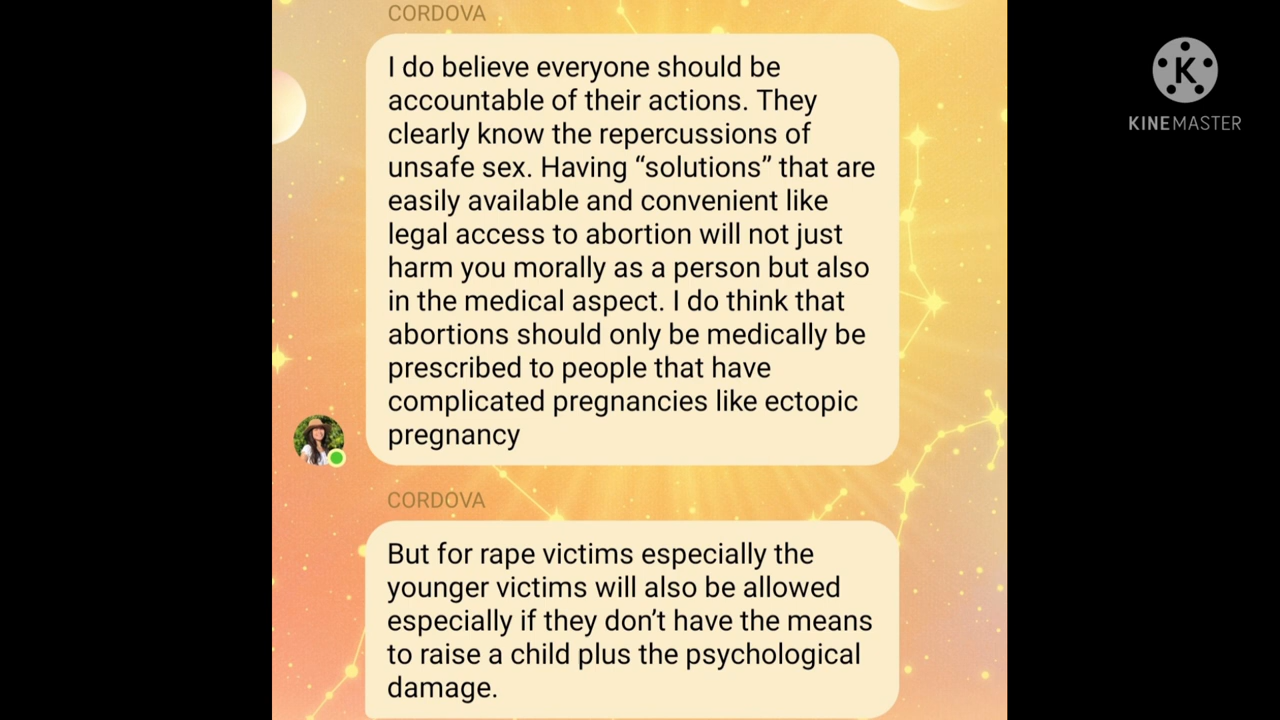 CORDOVA
I do believe everyone should be
accountable of their actions. They
clearly know the repercussions of
unsafe sex. Having “solutions” that are
easily available and convenient like
legal access to abortion will not just
harm you morally as a person but also
in the medical aspect. I do think that
abortions should only be medically be
prescribed to people that have
complicated pregnancies like ectopic
pregnancy
CORDOVA
But for rape victims especially the
younger victims will also be allowed
especially if they don’t have the means
to raise a child plus the psychological
damage.
K
KINEMASTER